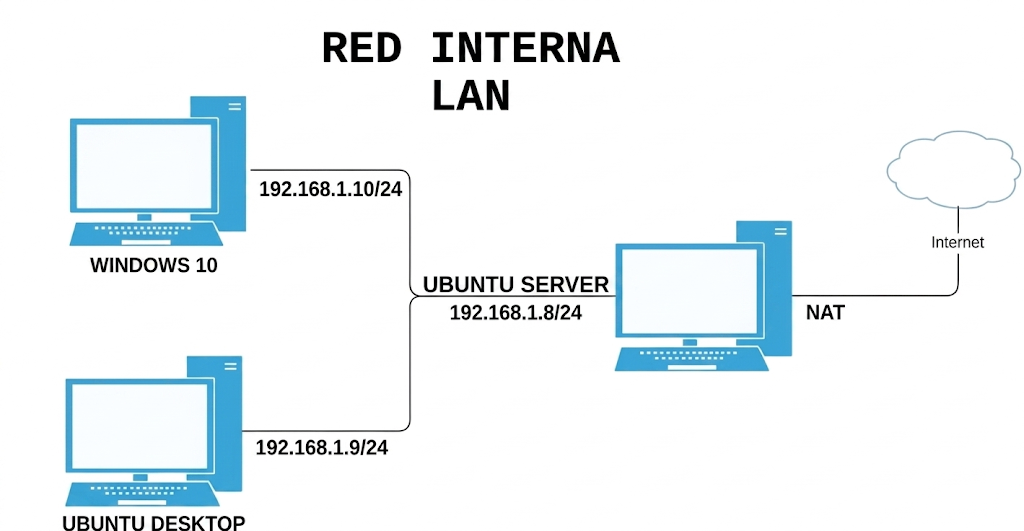 RED INTERNA
LAN
192.168.1.10/24
WINDOWS 10
Internet
UBUNTU SERVER
192.168.1.8/24
NAT
192.168.1.9/24
UBUNTU DESKTOP